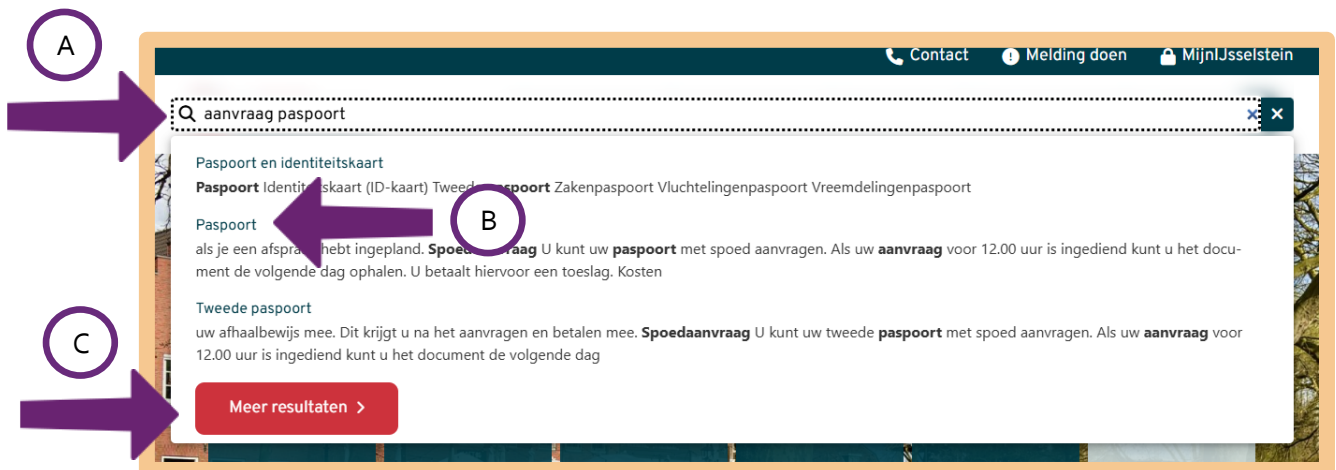 A
Contact Melding doen MijnIJsselstein
aanvraag paspoort
Paspoort en identiteitskaart
Paspoort Identiteitskaart (ID-kaart) Tweede paspoort Zakenpaspoort Vluchtelingenpaspoort Vreemdelingenpaspoort
Paspoort
B
als je een afspraak hebt ingepland. Spoedaanvraag U kunt uw paspoort met spoed aanvragen. Als uw aanvraag voor 12.00 uur is ingediend kunt u het docu-
ment de volgende dag ophalen. U betaalt hiervoor een toeslag. Kosten
Tweede paspoort
uw afhaalbewijs mee. Dit krijgt u na het aanvragen en betalen mee. Spoedaanvraag U kunt uw tweede paspoort met spoed aanvragen. Als uw aanvraag voor
12.00 uur is ingediend kunt u het document de volgende dag
C
Meer resultaten